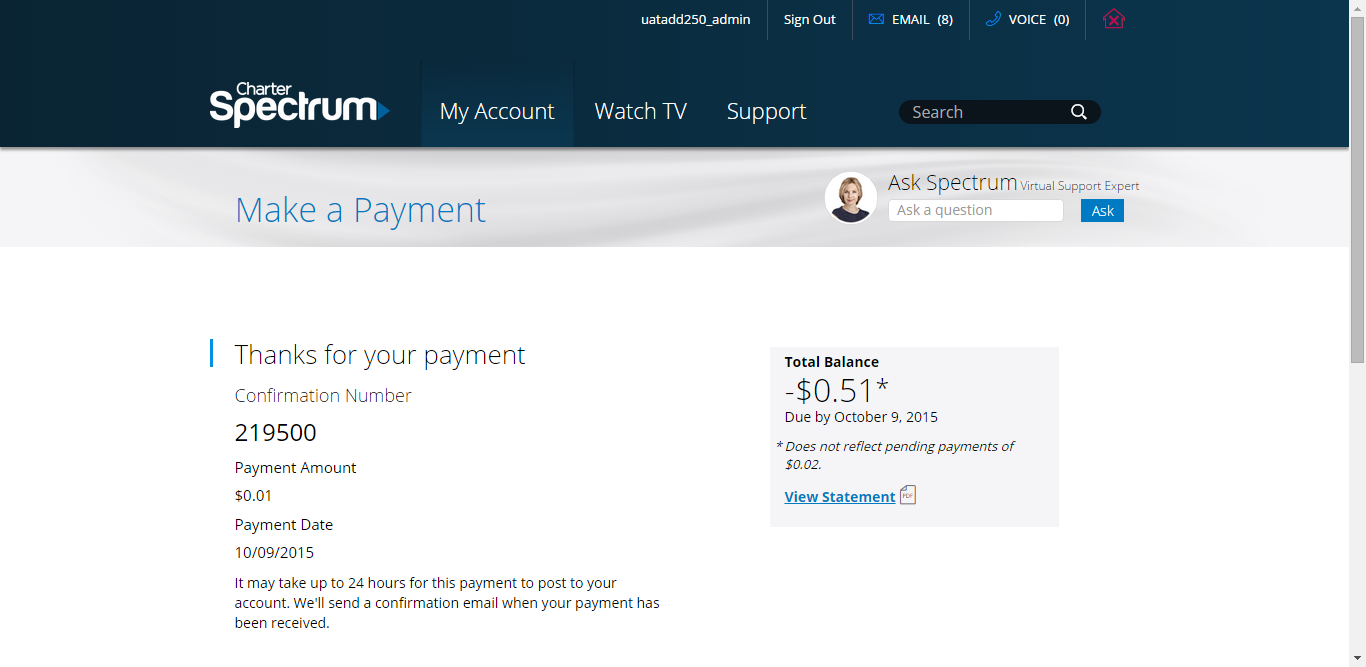 uatadd250_admin
Sign Out
EMAIL (8)
VOICE (0)
Charter
Spectrum
My Account
Watch TV
Support
Search
Make a Payment
Ask Spectrum Virtual Support Expert
Ask a question
Ask
Thanks for your payment
Confirmation Number
219500
Payment Amount
$0.01
Payment Date
10/09/2015
It may take up to 24 hours for this payment to post to your
account. We'll send a confirmation email when your payment has
been received.
Total Balance
-$0.51*
Due by October 9, 2015
* Does not reflect pending payments of
$0.02.
View Statement
PDF